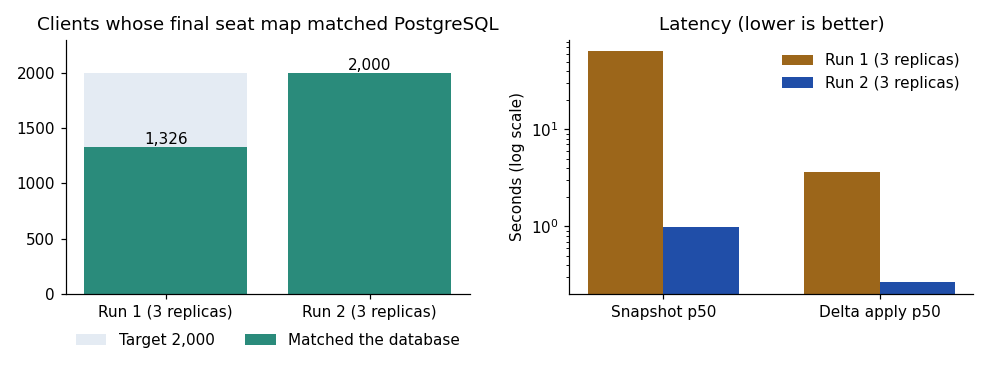 Clients whose final seat map matched PostgreSQL
2000
1500
1000
500
0
1,326
2,000
Run 1 (3 replicas)
Run 2 (3 replicas)
Target 2,000
Matched the database
Latency (lower is better)
Seconds (log scale)
10¹
10⁰
Run 1 (3 replicas)
Run 2 (3 replicas)
Snapshot p50
Delta apply p50